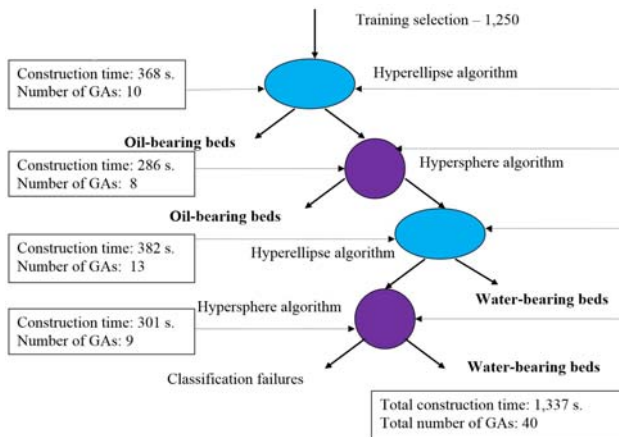 Training selection – 1,250
Construction time: 368 s.
Number of GAs: 10
Hyperellipse algorithm
Oil-bearing beds
Construction time: 286 s.
Number of GAs: 8
Hypersphere algorithm
Oil-bearing beds
Construction time: 382 s.
Number of GAs: 13
Hyperellipse algorithm
Water-bearing beds
Hypersphere algorithm
Construction time: 301 s.
Number of GAs: 9
Water-bearing beds
Classification failures
Total construction time: 1,337 s.
Total number of GAs: 40